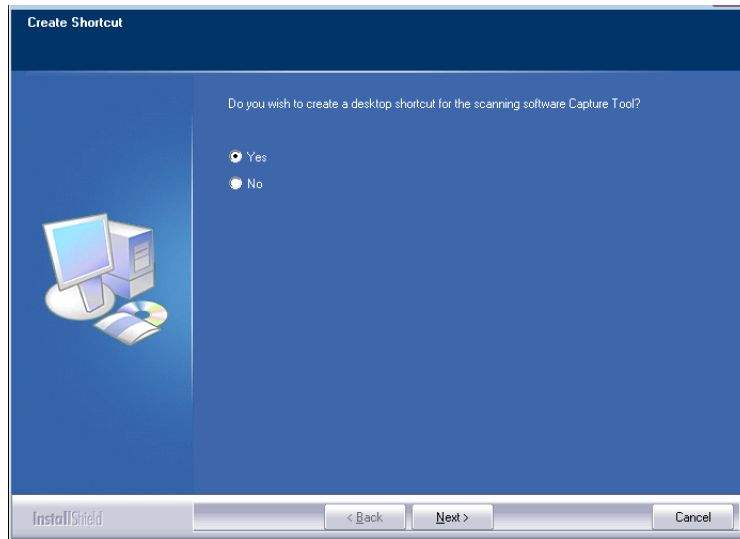 Create Shortcut
Do you wish to create a desktop shortcut for the scanning software Capture Tool?
Yes
No
InstallShield
< Back
Next >
Cancel